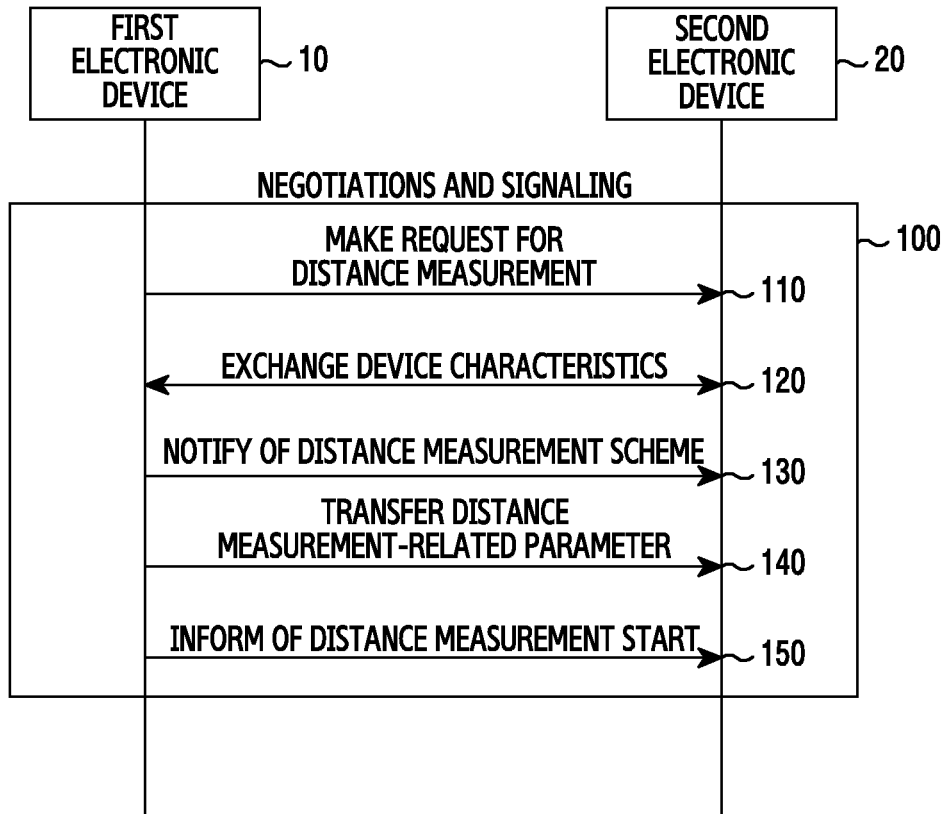 FIRST
ELECTRONIC
DEVICE
10
SECOND
ELECTRONIC
DEVICE
20
NEGOTIATIONS AND SIGNALING
100
MAKE REQUEST FOR
DISTANCE MEASUREMENT
110
EXCHANGE DEVICE CHARACTERISTICS
120
NOTIFY OF DISTANCE MEASUREMENT SCHEME
130
TRANSFER DISTANCE
MEASUREMENT-RELATED PARAMETER
140
INFORM OF DISTANCE MEASUREMENT START
150